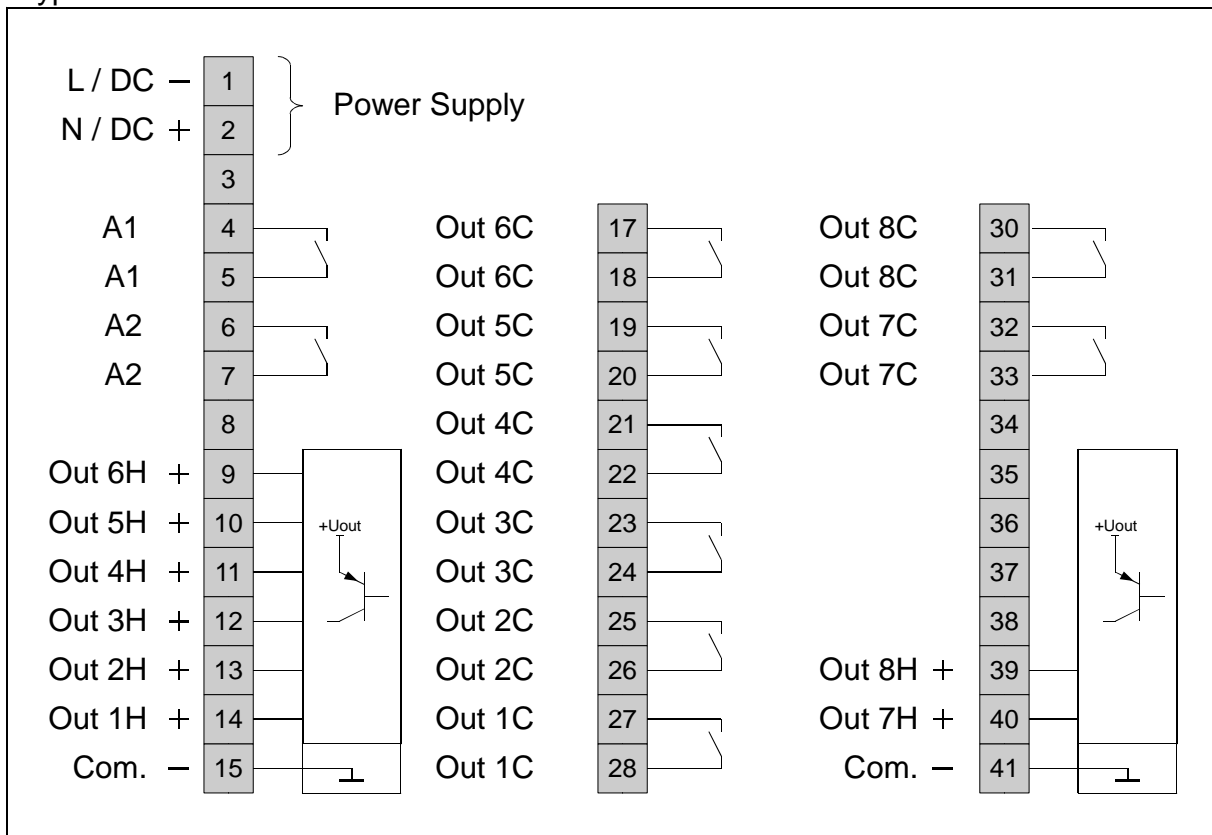 L / DC − 1
N / DC + 2
Power Supply
3
A1 4
A1 5
A2 6
A2 7
8
Out 6H + 9
Out 5H + 10
Out 4H + 11
Out 3H + 12
Out 2H + 13
Out 1H + 14
Com. − 15
+Uout
Out 6C 17
Out 6C 18
Out 5C 19
Out 5C 20
Out 4C 21
Out 4C 22
Out 3C 23
Out 3C 24
Out 2C 25
Out 2C 26
Out 1C 27
Out 1C 28
Out 8C 30
Out 8C 31
Out 7C 32
Out 7C 33
34
35
36
37
38
Out 8H + 39
Out 7H + 40
Com. − 41
+Uout